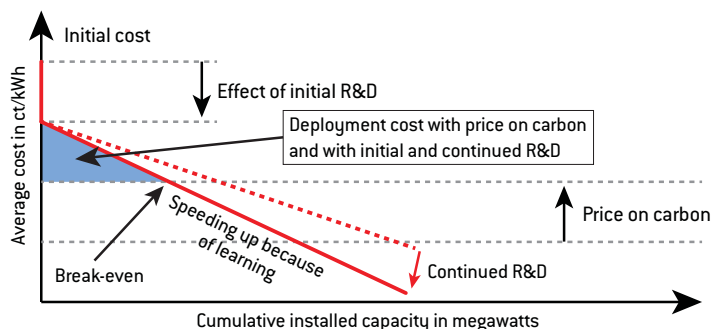 Initial cost
Effect of initial R&D
Deployment cost with price on carbon
and with initial and continued R&D
Average cost in ct/kWh
Speeding up because
of learning
Price on carbon
Break-even
Continued R&D
Cumulative installed capacity in megawatts